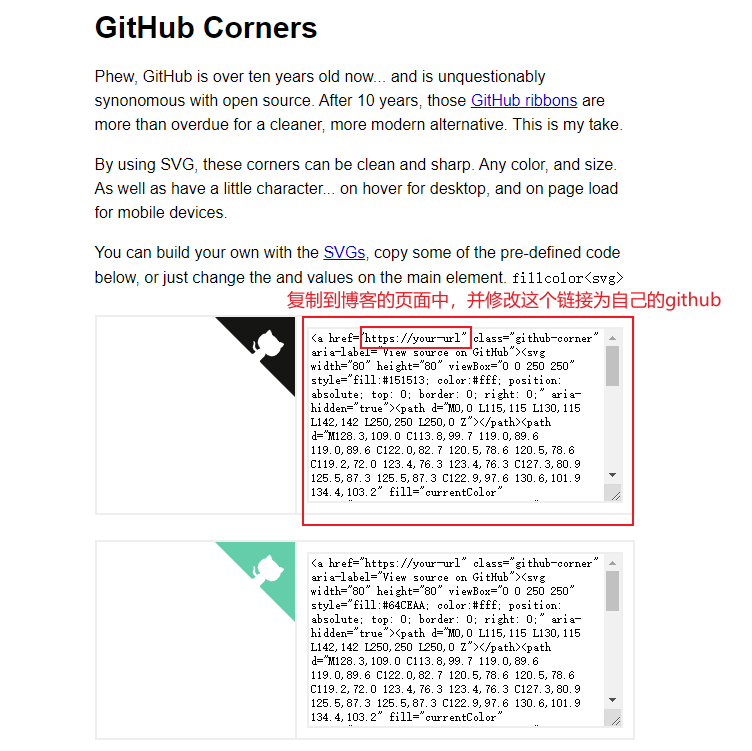 GitHub Corners
Phew, GitHub is over ten years old now... and is unquestionably
synonomous with open source. After 10 years, those GitHub ribbons are
more than overdue for a cleaner, more modern alternative. This is my take.
By using SVG, these corners can be clean and sharp. Any color, and size.
As well as have a little character... on hover for desktop, and on page load
for mobile devices.
You can build your own with the SVGs, copy some of the pre-defined code
below, or just change the and values on the main element. fillcolor<svg>
复制到博客的页面中，并修改这个链接为自己的github
<a href="https://your-url" class="github-corner"
aria-label="View source on GitHub"><svg
width="80" height="80" viewBox="0 0 250 250"
style="fill:#151513; color:#fff; position:
absolute; top: 0; border: 0; right: 0;" aria-
hidden="true"><path d="M0,0 L115,115 L130,115
L142,142 L250,250 L250,0 Z"></path><path
d="M128.3,109.0 C113.8,99.7 119.0,89.6
119.0,89.6 C122.0,82.7 120.5,78.6 120.5,78.6
C119.2,72.0 123.4,76.3 123.4,76.3 C127.3,80.9
125.5,87.3 125.5,87.3 C122.9,97.6 130.6,101.9
134.4,103.2" fill="currentColor"
<a href="https://your-url" class="github-corner"
aria-label="View source on GitHub"><svg
width="80" height="80" viewBox="0 0 250 250"
style="fill:#64CEAA; color:#fff; position:
absolute; top: 0; border: 0; right: 0;" aria-
hidden="true"><path d="M0,0 L115,115 L130,115
L142,142 L250,250 L250,0 Z"></path><path
d="M128.3,109.0 C113.8,99.7 119.0,89.6
119.0,89.6 C122.0,82.7 120.5,78.6 120.5,78.6
C119.2,72.0 123.4,76.3 123.4,76.3 C127.3,80.9
125.5,87.3 125.5,87.3 C122.9,97.6 130.6,101.9
134.4,103.2" fill="currentColor"